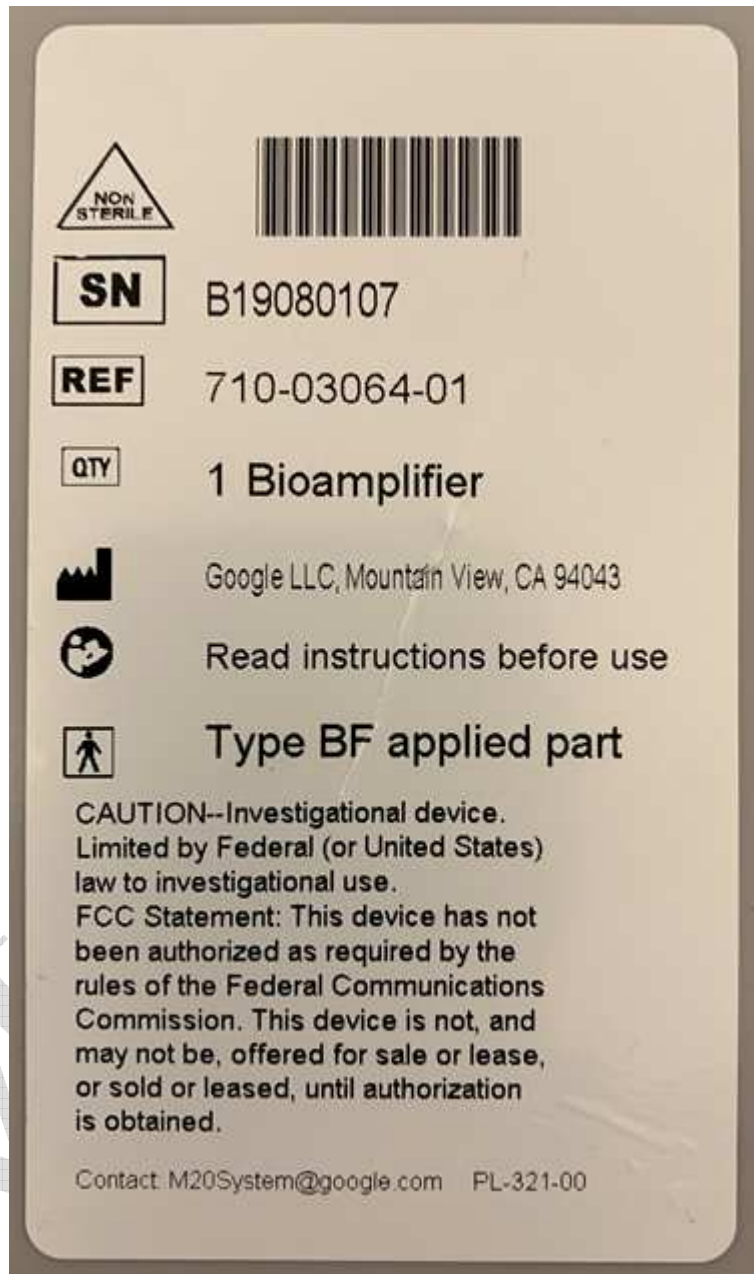 NON
STERILE
SN B19080107
REF 710-03064-01
QTY 1 Bioamplifier
Google LLC, Mountain View, CA 94043
Read instructions before use
Type BF applied part
CAUTION--Investigational device.
Limited by Federal (or United States)
law to investigational use.
FCC Statement: This device has not
been authorized as required by the
rules of the Federal Communications
Commission. This device is not, and
may not be, offered for sale or lease,
or sold or leased, until authorization
is obtained.
Contact: M20System@google.com PL-321-00